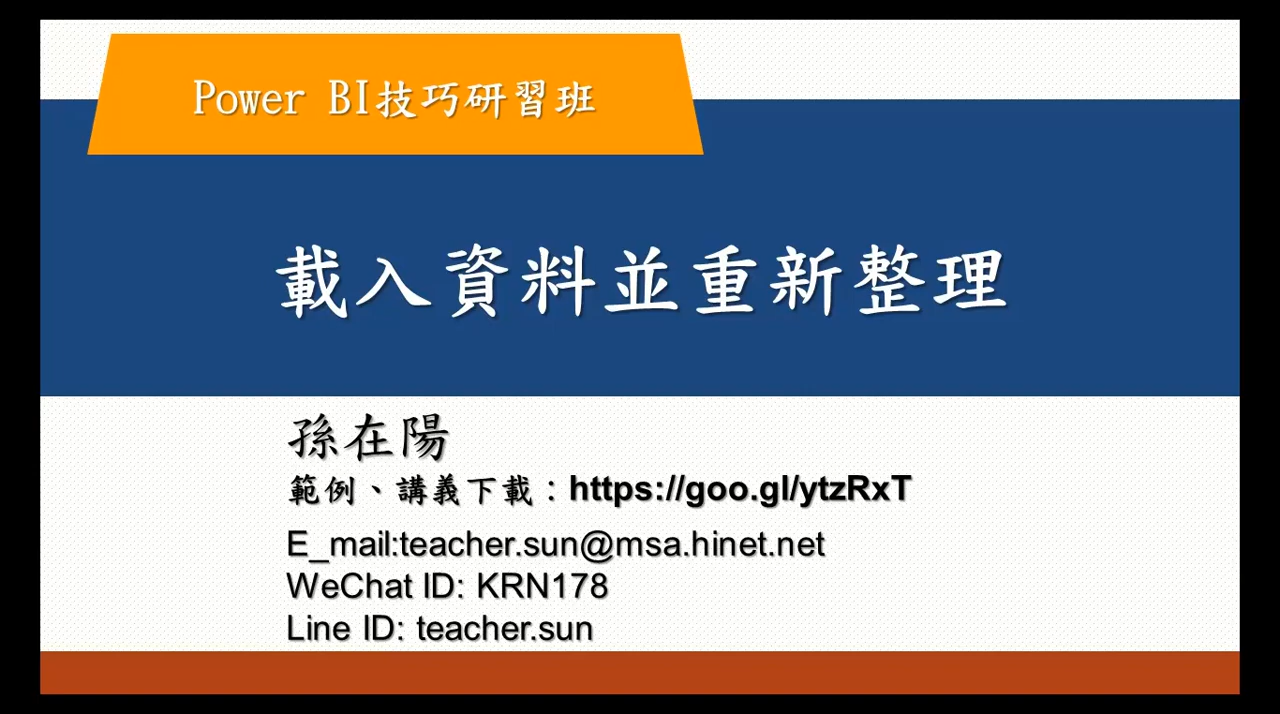 Power BI技巧研習班
載入資料並重新整理
孫在陽
範例、講義下載：https://goo.gl/ytzRxT
E_mail:teacher.sun@msa.hinet.net
WeChat ID: KRN178
Line ID: teacher.sun